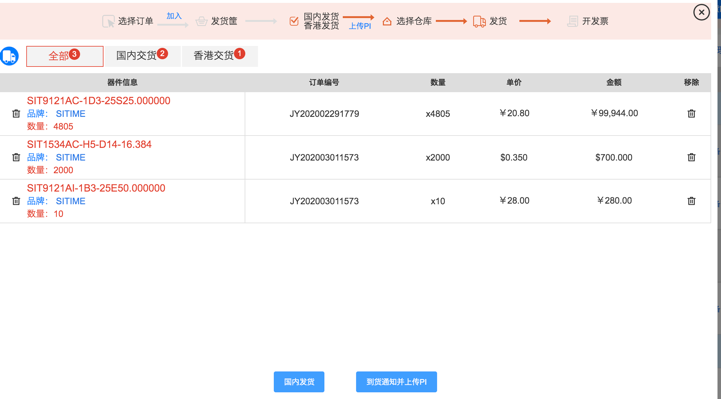 选择订单
加入
发货筐
国内发货
香港发货
上传PI
选择仓库
发货
开发票
全部 3
国内交货 2
香港交货 1
器件信息 订单编号 数量 单价 金额 移除
SIT9121AC-1D3-25S25.000000
品牌： SITIME
数量： 4805
JY202002291779 x4805 ￥20.80 ￥99,944.00
SIT1534AC-H5-D14-16.384
品牌： SITIME
数量： 2000
JY202003011573 x2000 $0.350 $700.000
SIT9121AI-1B3-25E50.000000
品牌： SITIME
数量： 10
JY202003011573 x10 ￥28.00 ￥280.00
国内发货
到货通知并上传PI